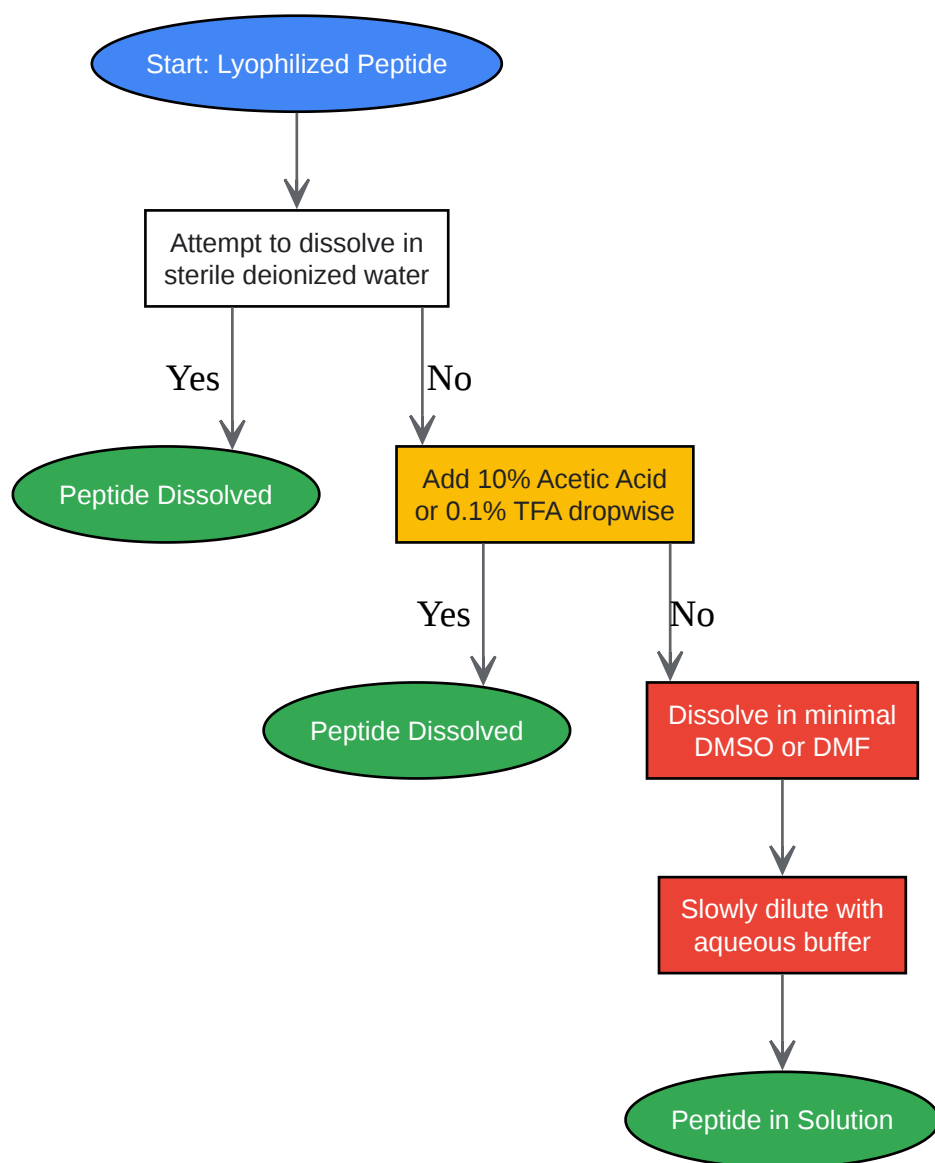 Start: Lyophilized Peptide
Attempt to dissolve in
sterile deionized water
Yes
No
Peptide Dissolved
Add 10% Acetic Acid
or 0.1% TFA dropwise
Yes
No
Peptide Dissolved
Dissolve in minimal
DMSO or DMF
Slowly dilute with
aqueous buffer
Peptide in Solution